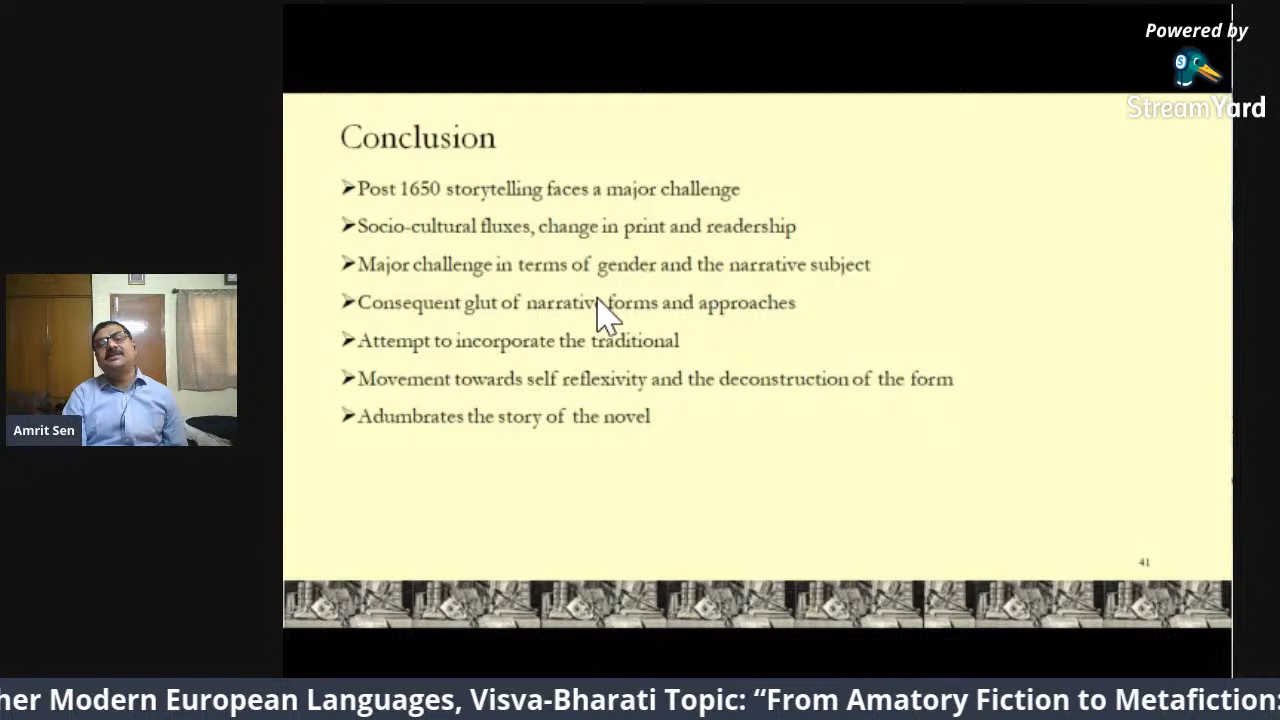 Powered by
StreamYard
Conclusion
➢Post 1650 storytelling faces a major challenge
➢Socio-cultural fluxes, change in print and readership
➢Major challenge in terms of gender and the narrative subject
➢Consequent glut of narrative forms and approaches
➢Attempt to incorporate the traditional
➢Movement towards self reflexivity and the deconstruction of the form
➢Adumbrates the story of the novel
Amrit Sen
41
her Modern European Languages, Visva-Bharati Topic: “From Amatory Fiction to Metafiction: